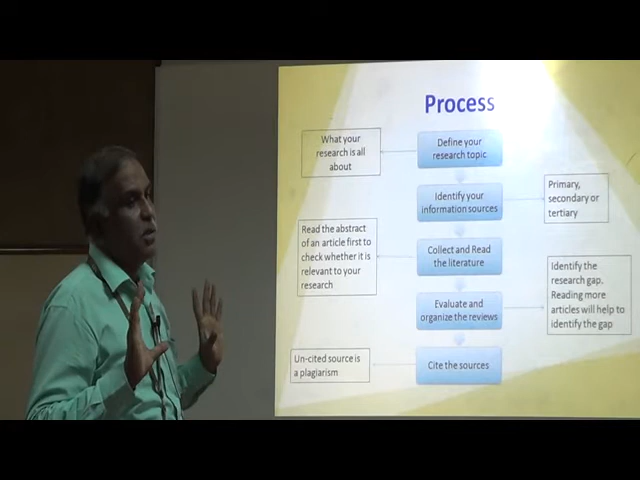 Process
What your
research is all
about
Define your
research topic
Identify your
information sources
Primary,
secondary or
tertiary
Read the abstract
of an article first to
check whether it is
relevant to your
research
Collect and Read
the literature
Identify the
research gap.
Reading more
articles will help to
identify the gap
Evaluate and
organize the reviews
Un-cited source is
a plagiarism
Cite the sources